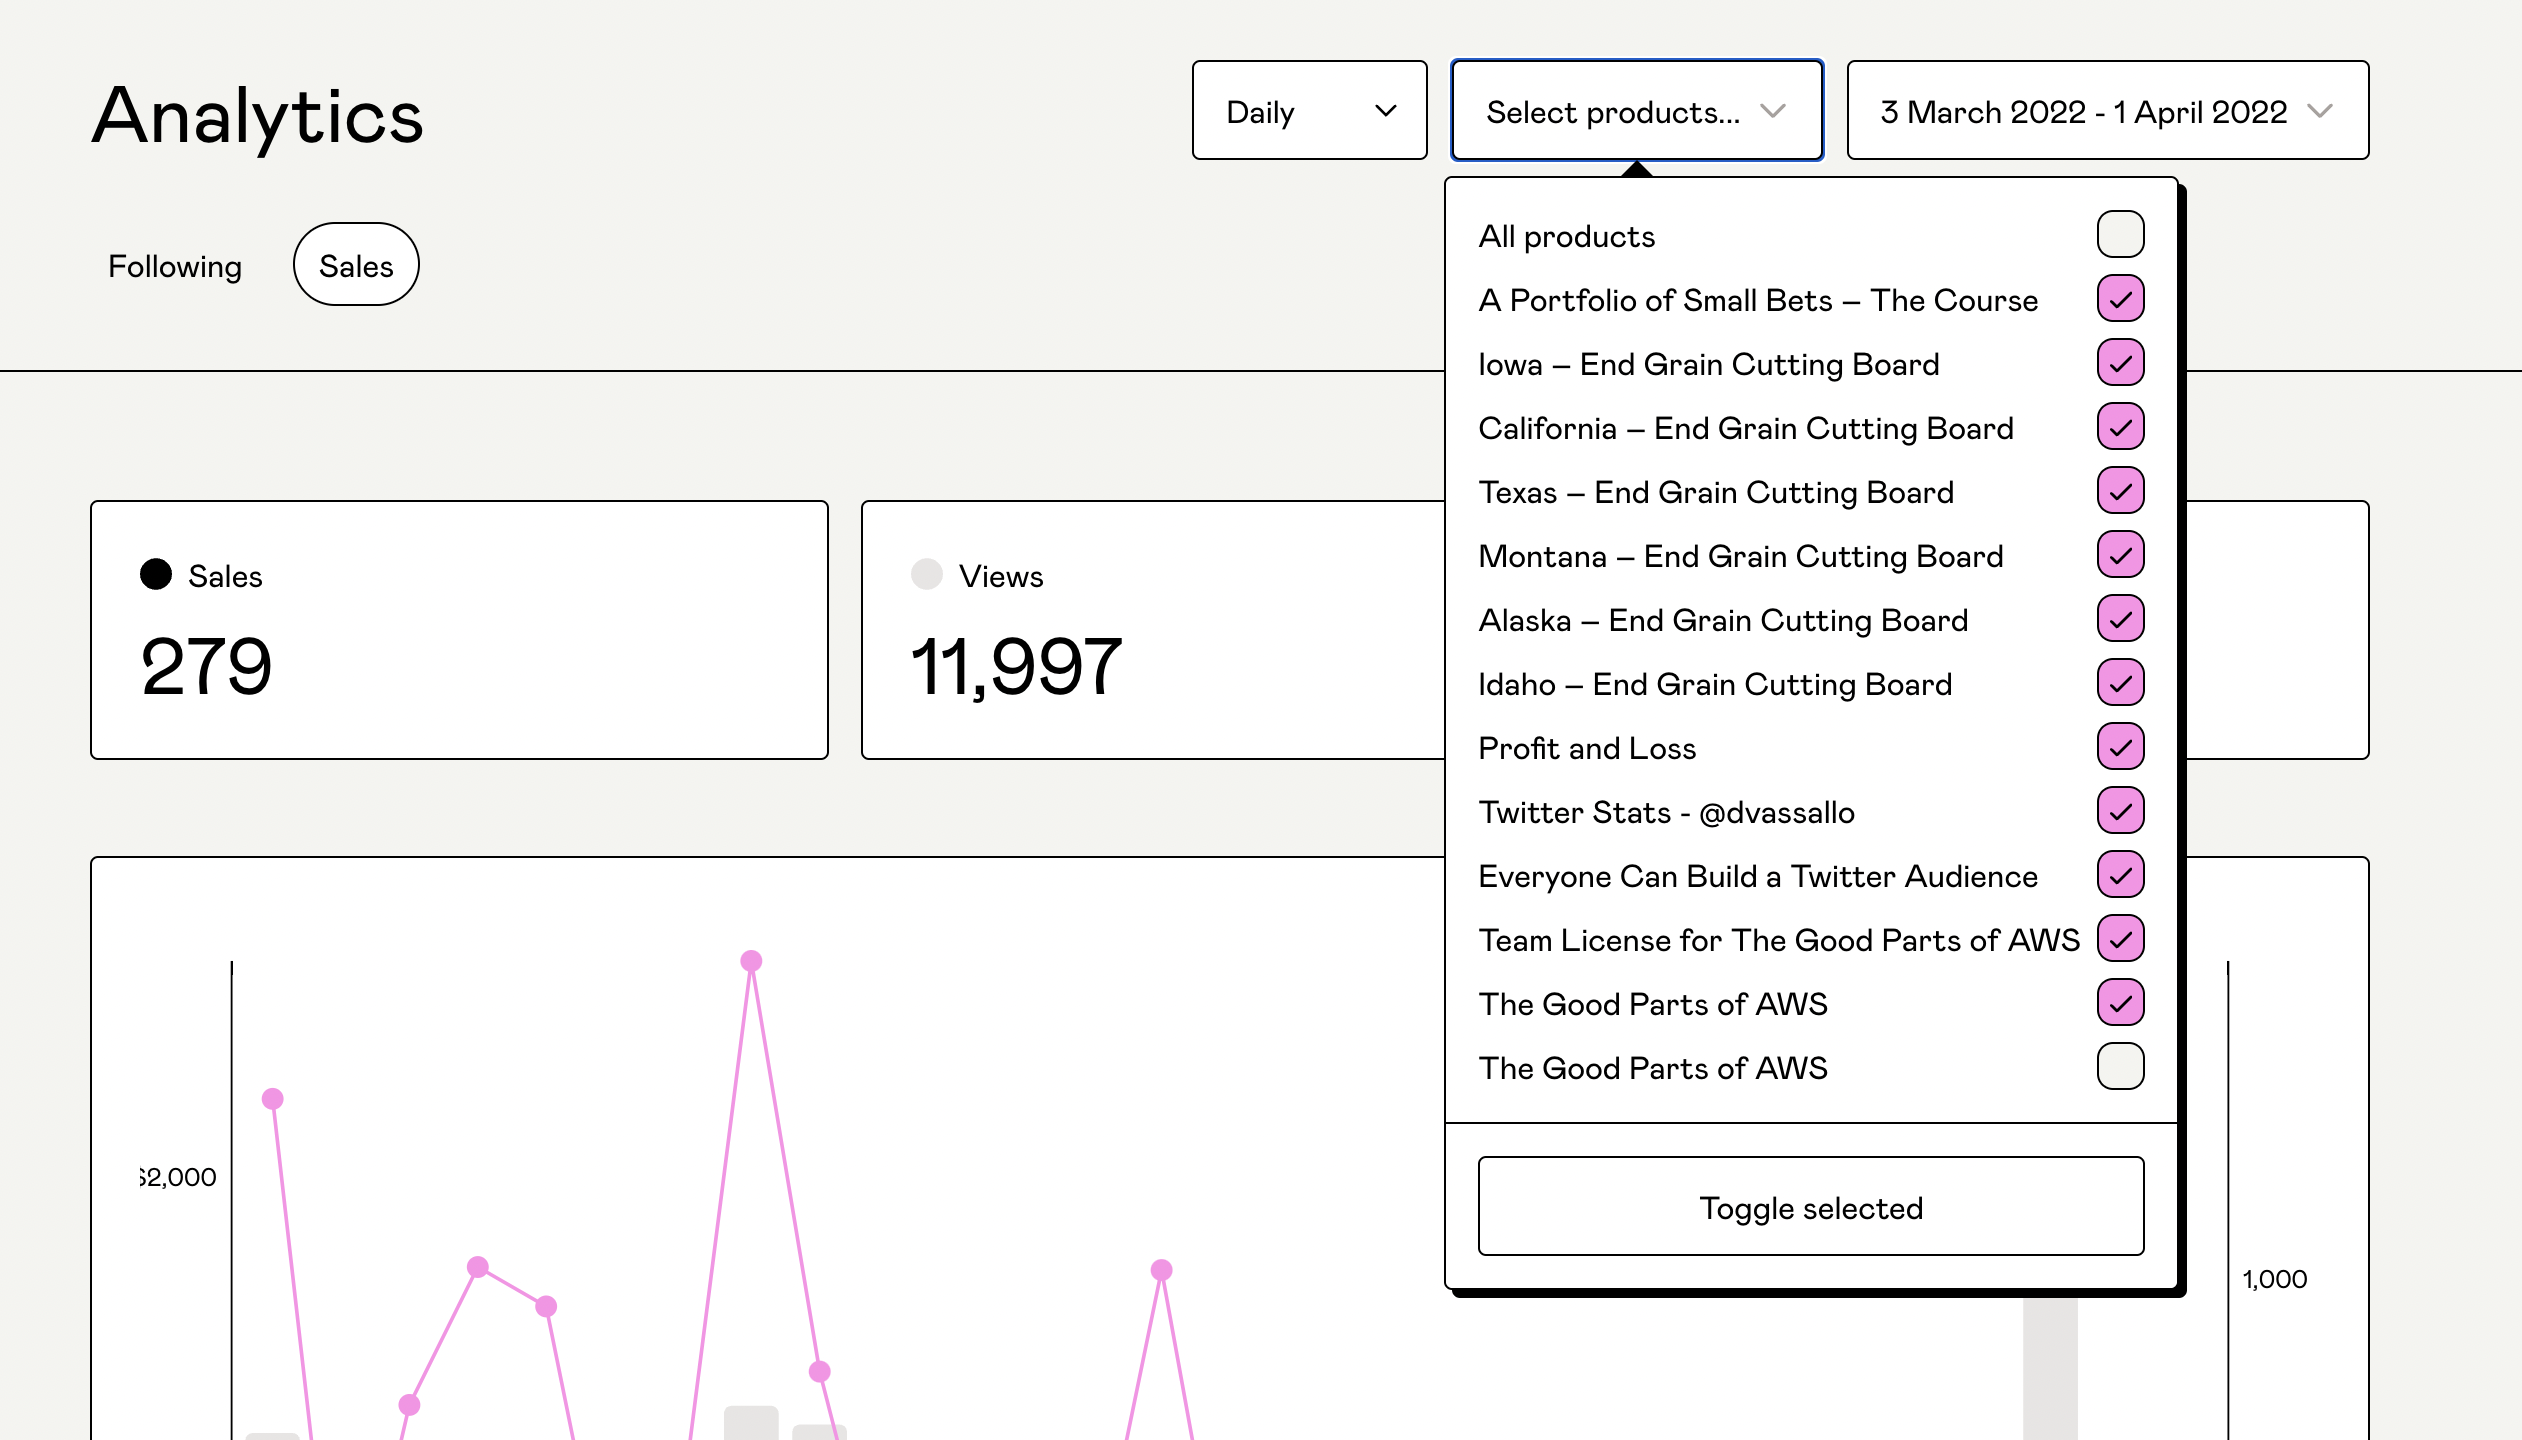 Analytics
Daily
Select products...
3 March 2022 - 1 April 2022
Following
Sales
All products
A Portfolio of Small Bets – The Course
Iowa – End Grain Cutting Board
California – End Grain Cutting Board
Texas – End Grain Cutting Board
Montana – End Grain Cutting Board
Alaska – End Grain Cutting Board
Idaho – End Grain Cutting Board
Profit and Loss
Twitter Stats - @dvassallo
Everyone Can Build a Twitter Audience
Team License for The Good Parts of AWS
The Good Parts of AWS
The Good Parts of AWS
Toggle selected
Sales
279
Views
11,997
$2,000
1,000